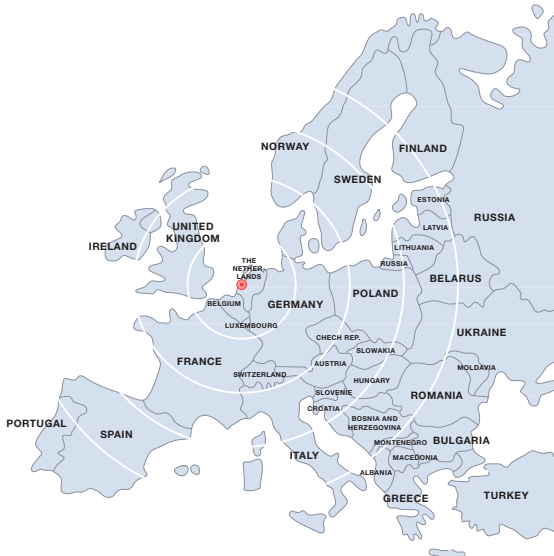 NORWAY
FINLAND
SWEDEN
ESTONIA
RUSSIA
LATVIA
UNITED
KINGDOM
IRELAND
LITHUANIA
RUSSIA
THE
NETHER-
LANDS
BELARUS
POLAND
BELGIUM
GERMANY
LUXEMBOURG
UKRAINE
CHECH REP.
SLOWAKIA
FRANCE
AUSTRIA
MOLDAVIA
SWITZERLAND
HUNGARY
SLOVENIE
ROMANIA
CROATIA
PORTUGAL
SPAIN
BOSNIA AND
HERZEGOVINA
MONTENEGRO
BULGARIA
ITALY
MACEDONIA
ALBANIA
GREECE
TURKEY